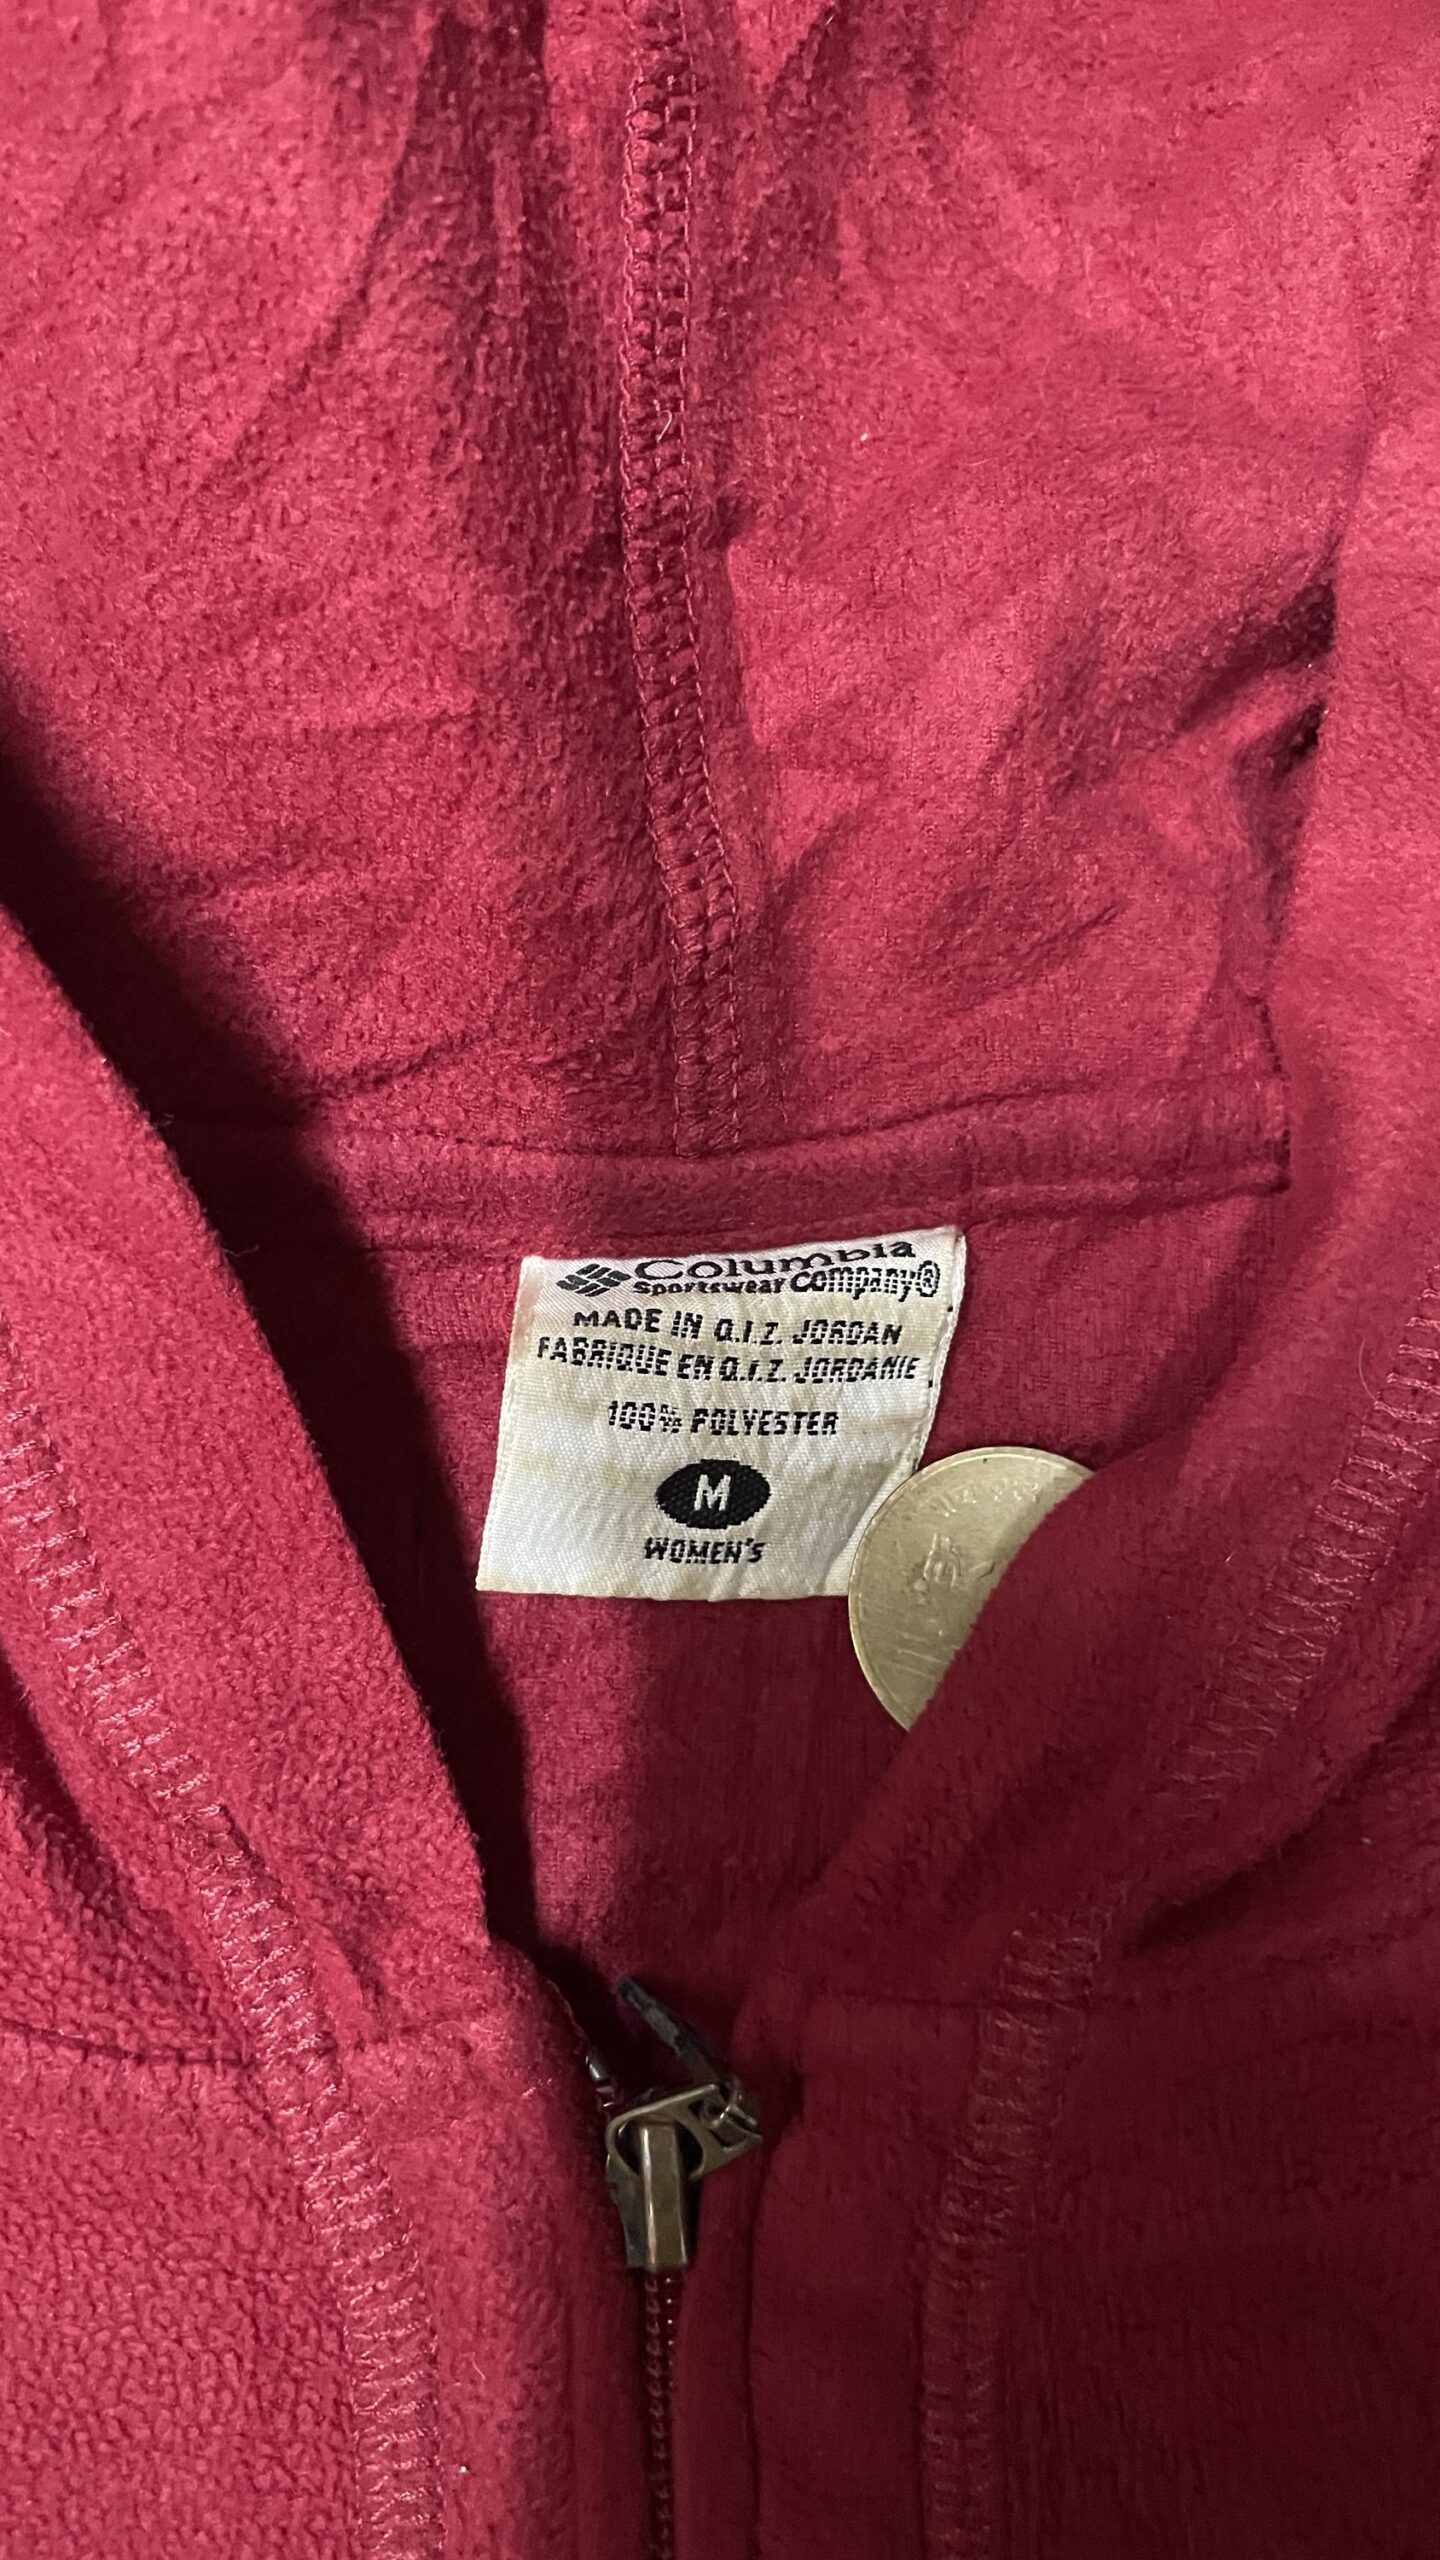 Columbia
Sportswear Company®
MADE IN Q.I.Z. JORDAN
FABRIQUE EN Q.I.Z. JORDANIE
100% POLYESTER
M
WOMEN'S